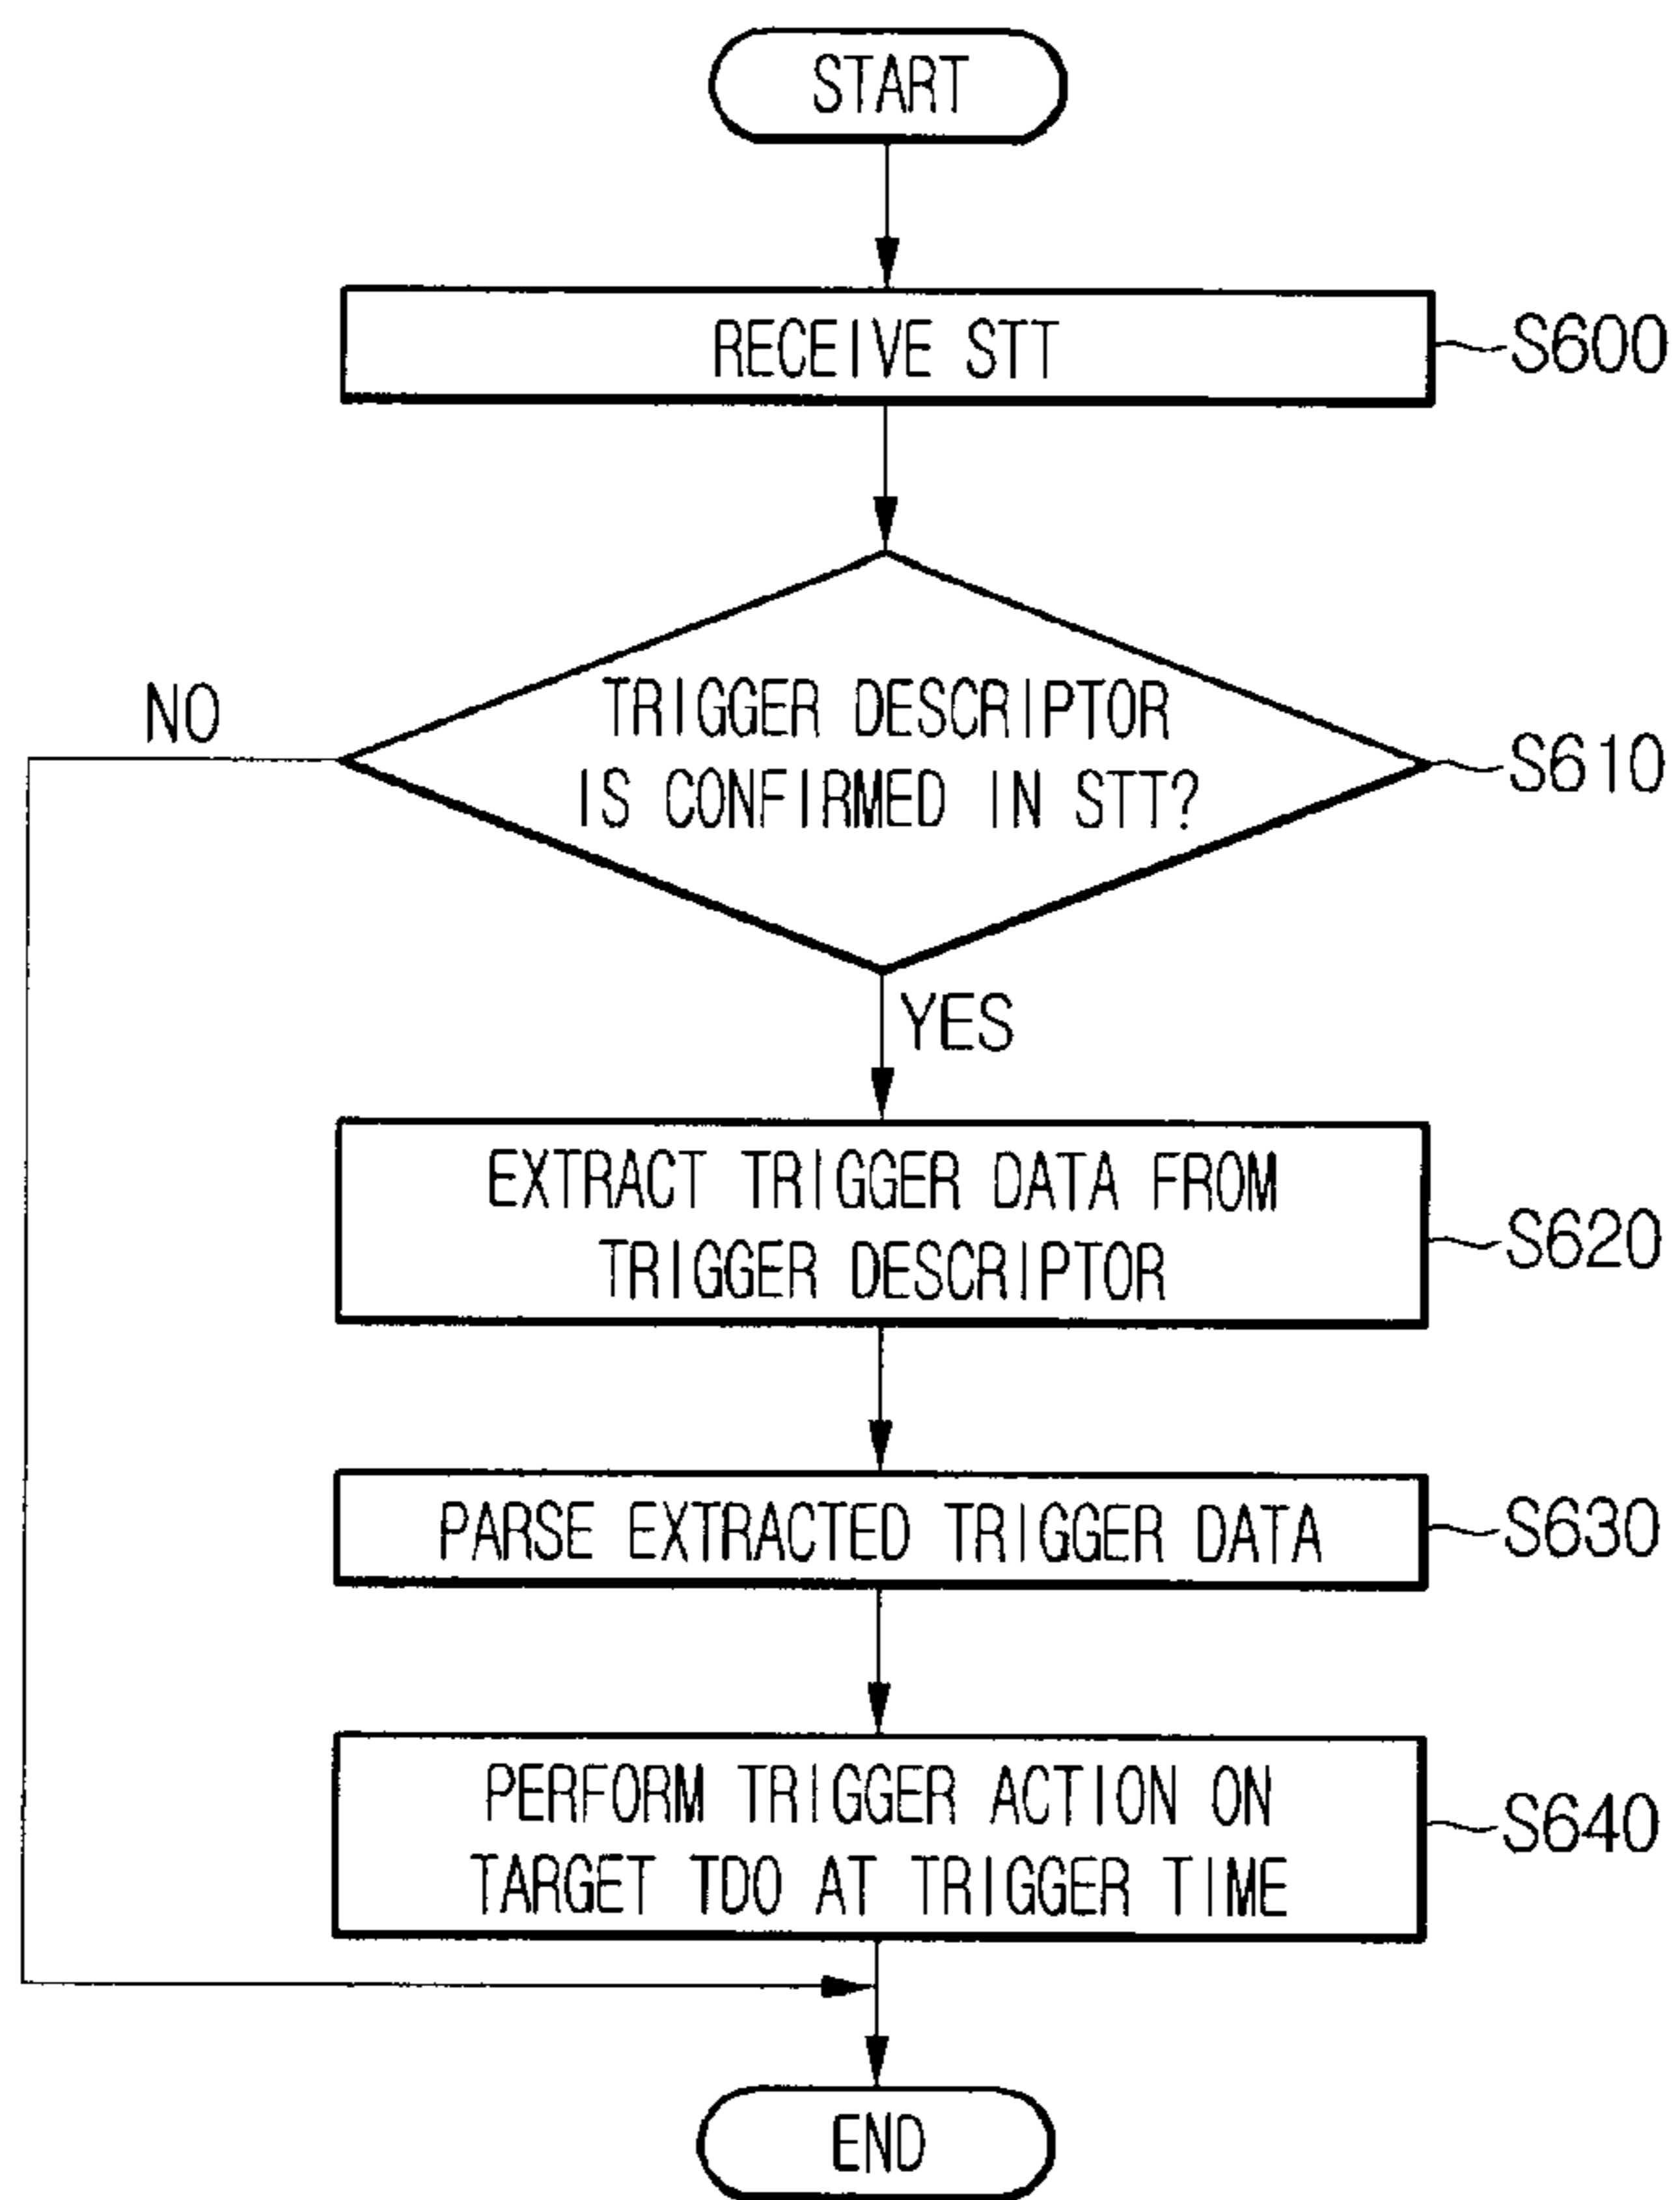 START
RECEIVE STT
S600
TRIGGER DESCRIPTOR
IS CONFIRMED IN STT?
S610
NO
YES
EXTRACT TRIGGER DATA FROM
TRIGGER DESCRIPTOR
S620
PARSE EXTRACTED TRIGGER DATA
S630
PERFORM TRIGGER ACTION ON
TARGET TDO AT TRIGGER TIME
S640
END